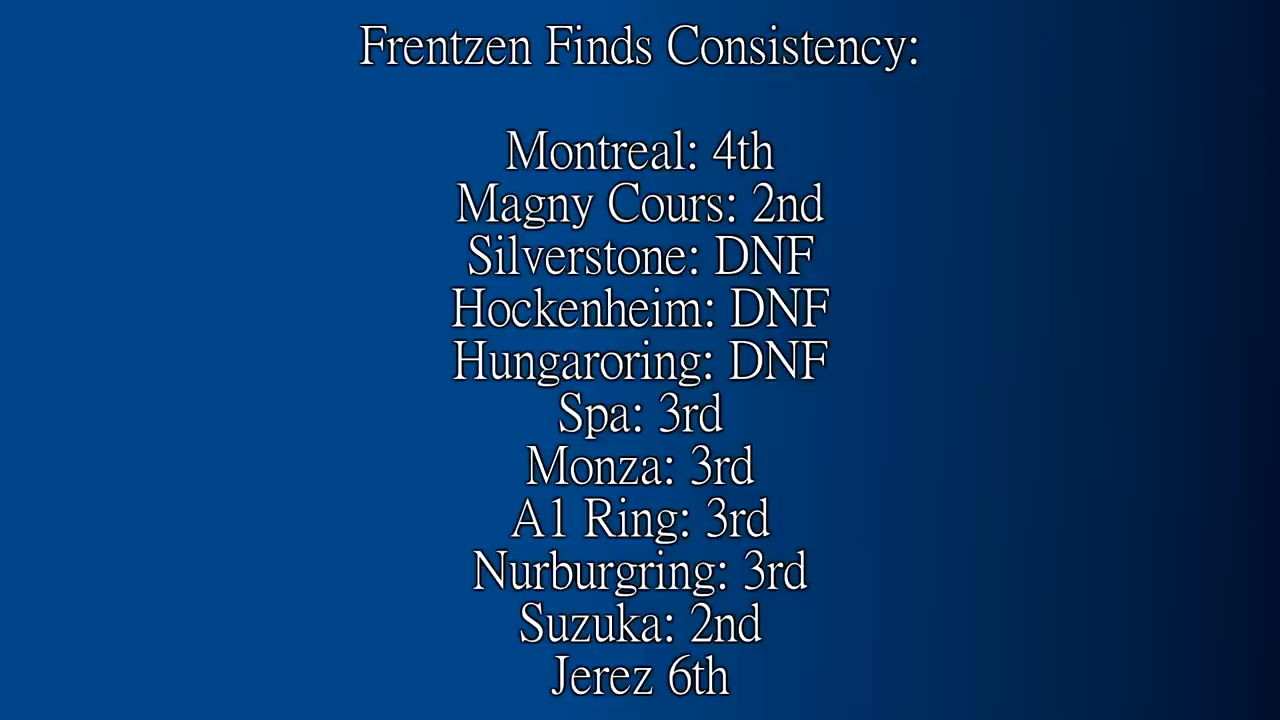 Frentzen Finds Consistency:
Montreal: 4th
Magny Cours: 2nd
Silverstone: DNF
Hockenheim: DNF
Hungaroring: DNF
Spa: 3rd
Monza: 3rd
A1 Ring: 3rd
Nurburgring: 3rd
Suzuka: 2nd
Jerez 6th